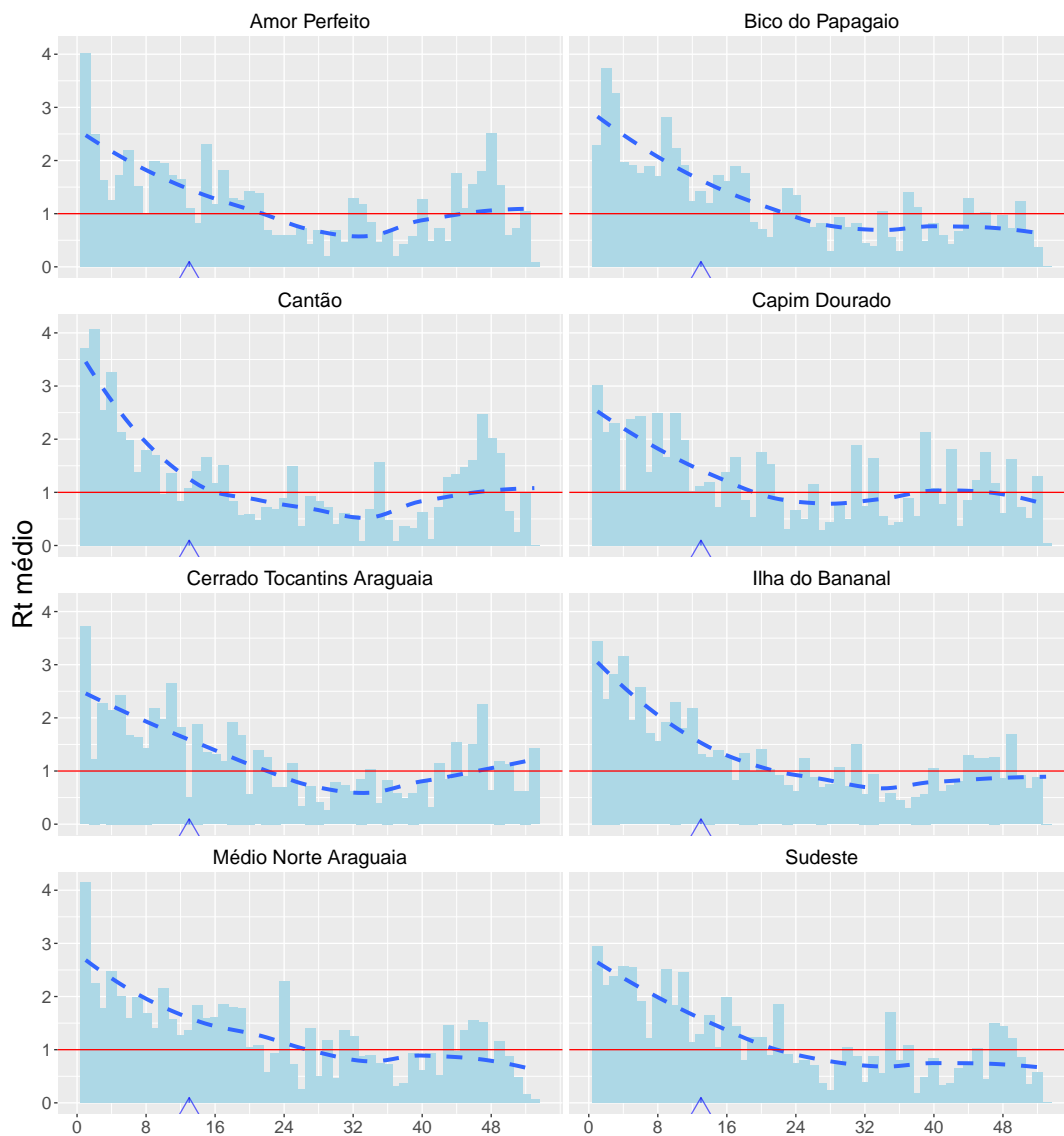 Amor Perfeito
Bico do Papagaio
4
3
2
1
0
Cantão
Capim Dourado
4
3
2
1
0
Rt médio
Cerrado Tocantins Araguaia
Ilha do Bananal
4
3
2
1
0
Médio Norte Araguaia
Sudeste
4
3
2
1
0
0 8 16 24 32 40 48 0 8 16 24 32 40 48